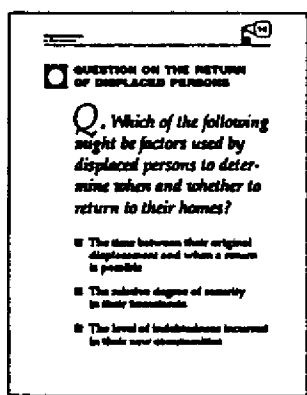 QUESTION ON THE RETURN
OF DISPLACED PERSONS
Q. Which of the following
might be factors used by
displaced persons to deter-
mine when and whether to
return to their homes?
■ The time between their original
displacement and when a return
is possible
■ The relative degree of security
in their homelands
■ The level of indebtedness incurred
in their new communities